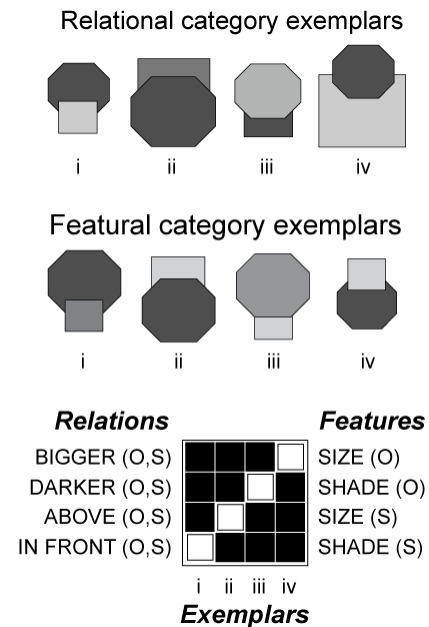 Relational category exemplars
i ii iii iv
Featural category exemplars
i ii iii iv
Relations Features
BIGGER (O,S) SIZE (O)
DARKER (O,S) SHADE (O)
ABOVE (O,S) SIZE (S)
IN FRONT (O,S) SHADE (S)
i ii iii iv
Exemplars